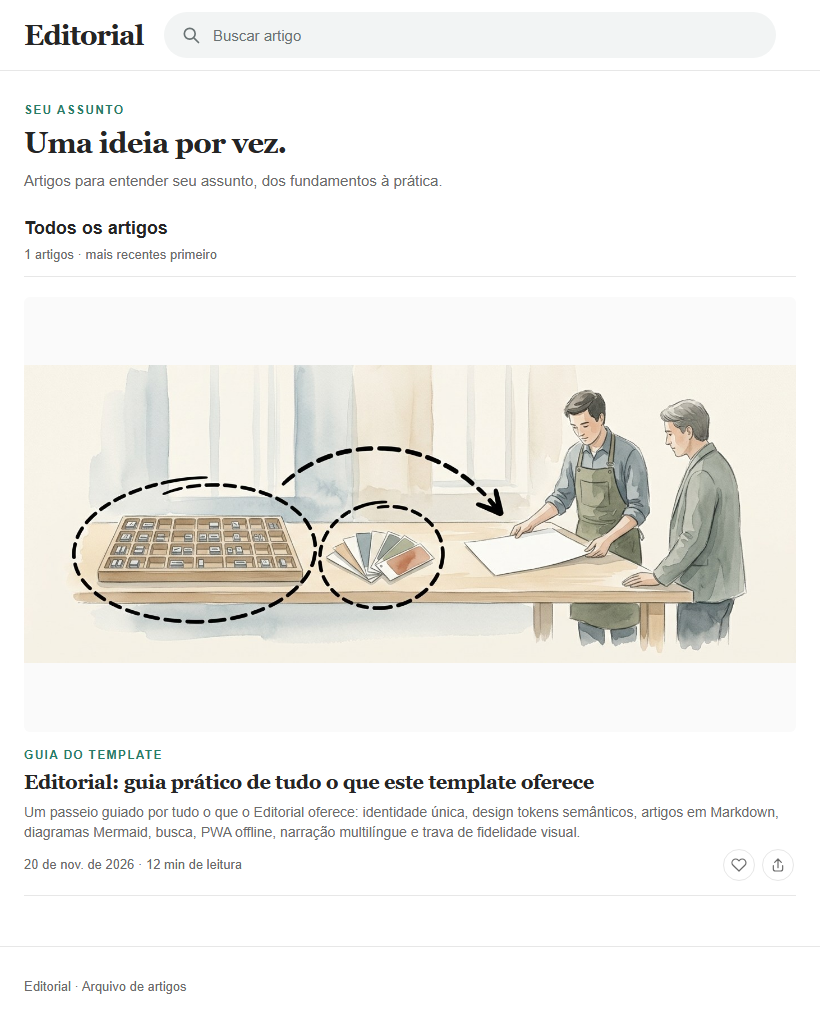 Editorial
Buscar artigo
SEU ASSUNTO
Uma ideia por vez.
Artigos para entender seu assunto, dos fundamentos à prática.
Todos os artigos
1 artigos · mais recentes primeiro
GUIA DO TEMPLATE
Editorial: guia prático de tudo o que este template oferece
Um passeio guiado por tudo o que o Editorial oferece: identidade única, design tokens semânticos, artigos em Markdown,
diagramas Mermaid, busca, PWA offline, narração multilíngue e trava de fidelidade visual.
20 de nov. de 2026 · 12 min de leitura
Editorial · Arquivo de artigos